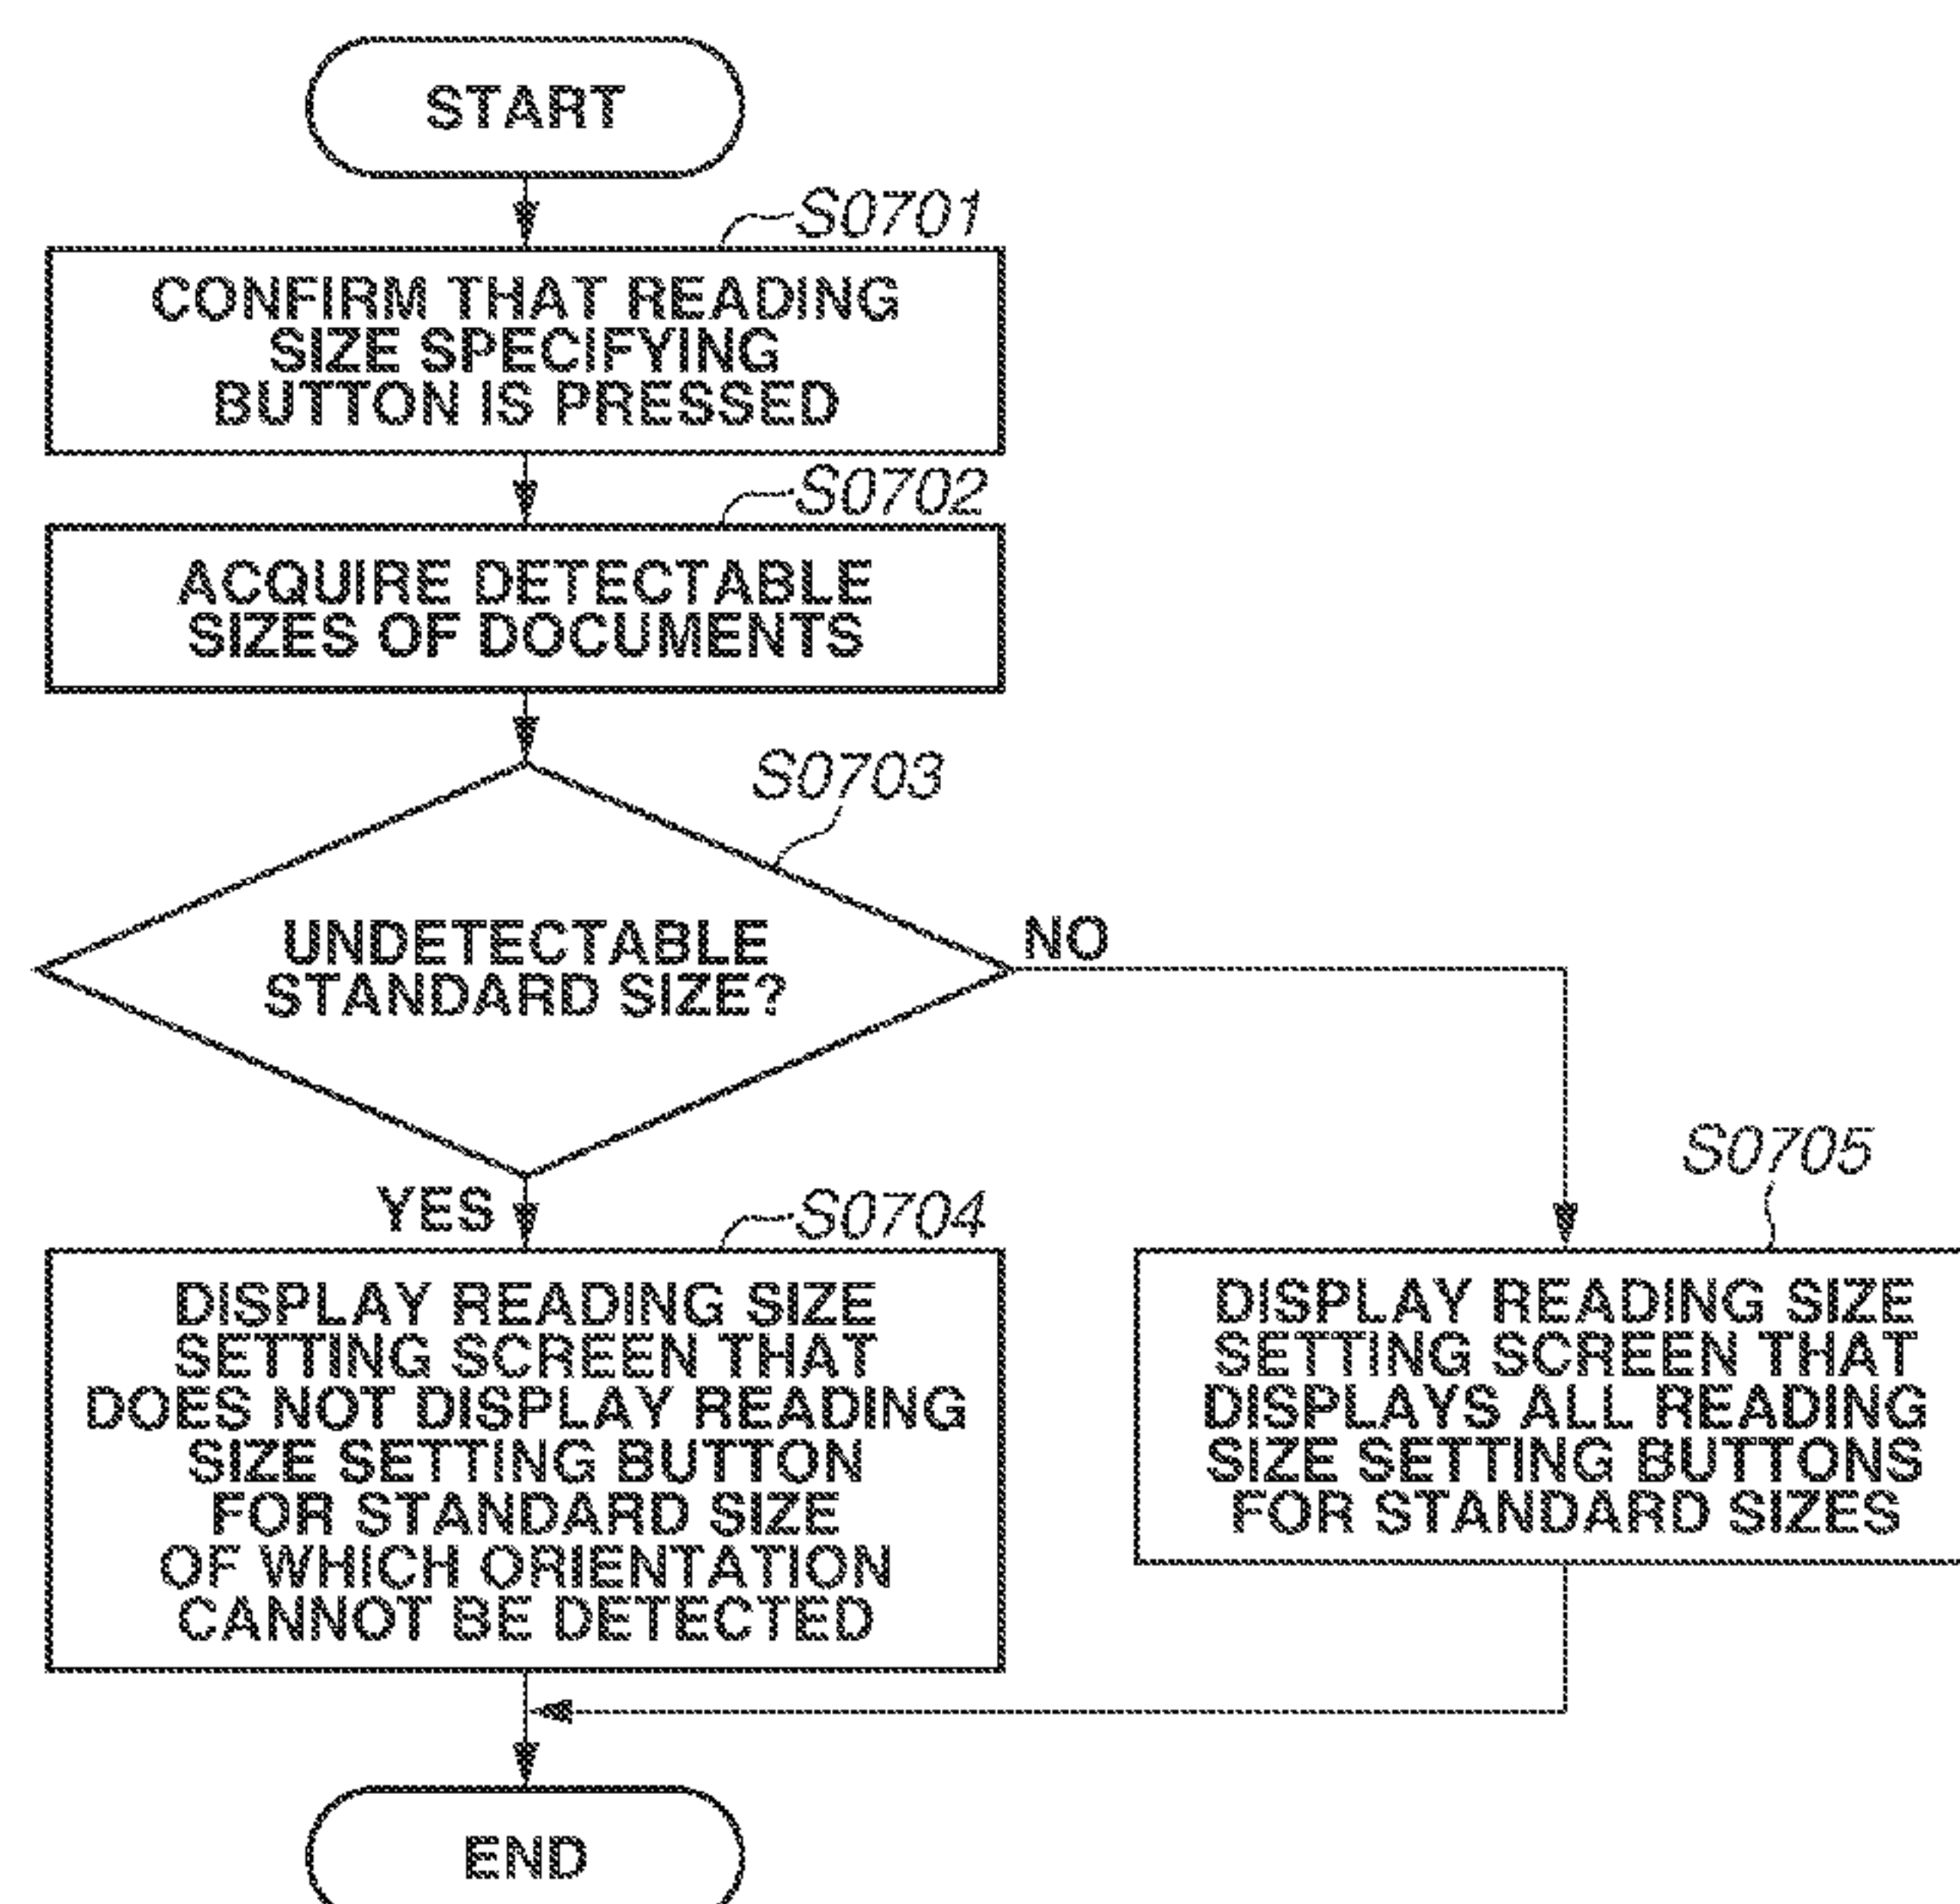 START
S0701
CONFIRM THAT READING
SIZE SPECIFYING
BUTTON IS PRESSED
S0702
ACQUIRE DETECTABLE
SIZES OF DOCUMENTS
S0703
UNDETECTABLE
STANDARD SIZE?
NO
YES
S0704
DISPLAY READING SIZE
SETTING SCREEN THAT
DOES NOT DISPLAY READING
SIZE SETTING BUTTON
FOR STANDARD SIZE
OF WHICH ORIENTATION
CANNOT BE DETECTED
S0705
DISPLAY READING SIZE
SETTING SCREEN THAT
DISPLAYS ALL READING
SIZE SETTING BUTTONS
FOR STANDARD SIZES
END